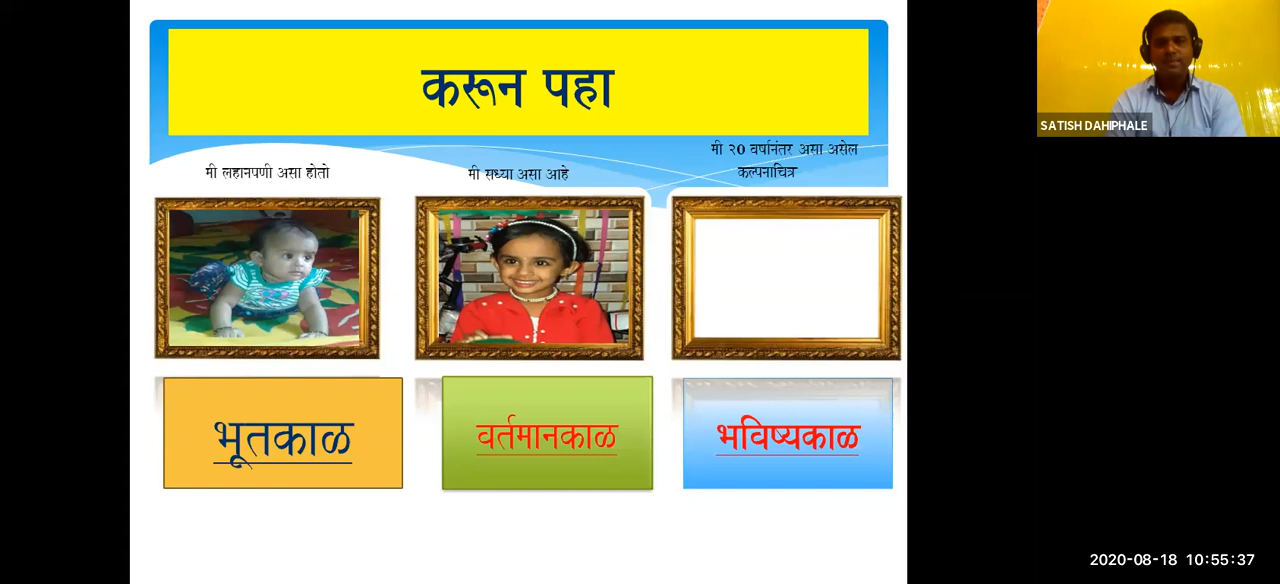 करून पहा
मी लहानपणी असा होतो
मी सध्या असा आहे
मी २0 वर्षानंतर असा असेल
कल्पनाचित्र
भूतकाळ
वर्तमानकाळ
भविष्यकाळ
SATISH DAHIPHALE
2020-08-18 10:55:37